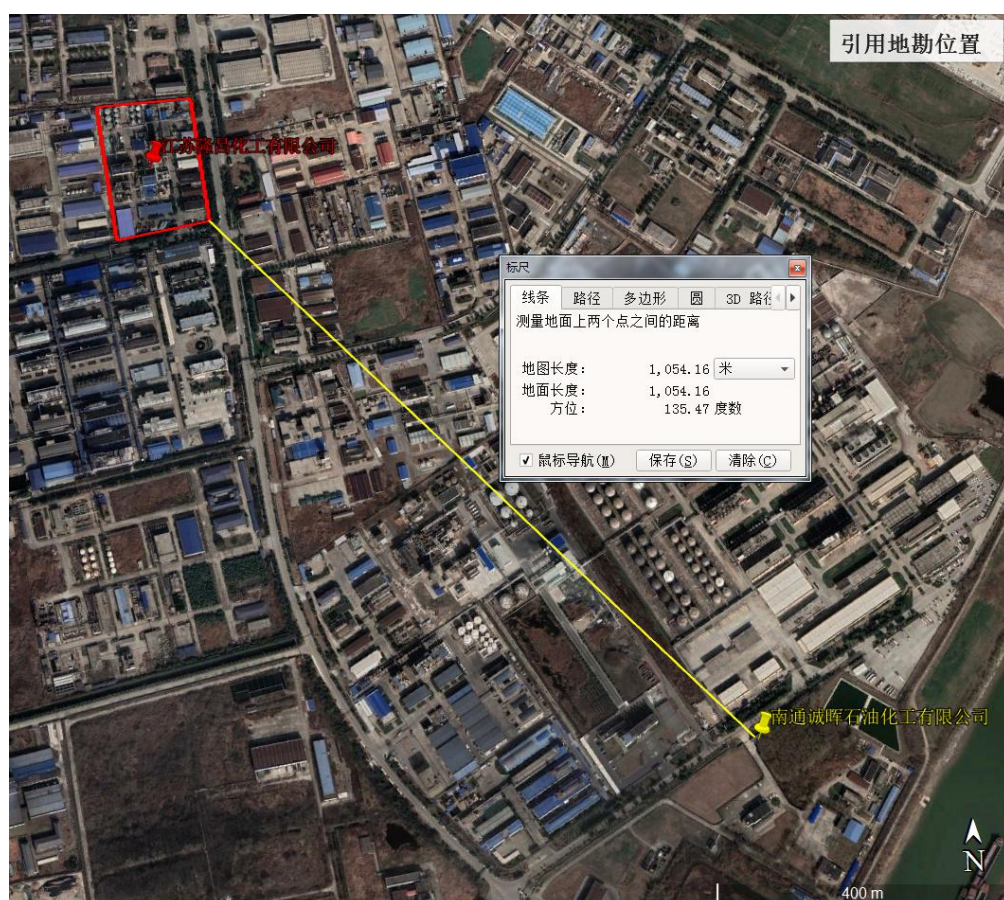 引用地勘位置
江苏隆昌化工有限公司
标尺
线条 路径 多边形 圆 3D 路径
测量地面上两个点之间的距离
地图长度： 1,054.16 米
地面长度： 1,054.16
方位： 135.47 度数
鼠标导航(M) 保存(S) 清除(C)
南通诚晖石油化工有限公司
N
400 m